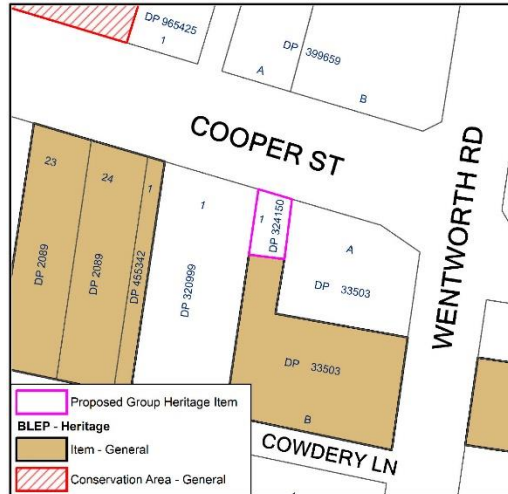 DP 965425
1
DP 399659
A
B
COOPER ST
WENTWORTH RD
23
24
1
1
1
DP 324150
A
DP 33503
DP 2089
DP 2089
DP 455342
DP 320999
DP 33503
B
COWDERY LN
Proposed Group Heritage Item
BLEP - Heritage
Item - General
Conservation Area - General